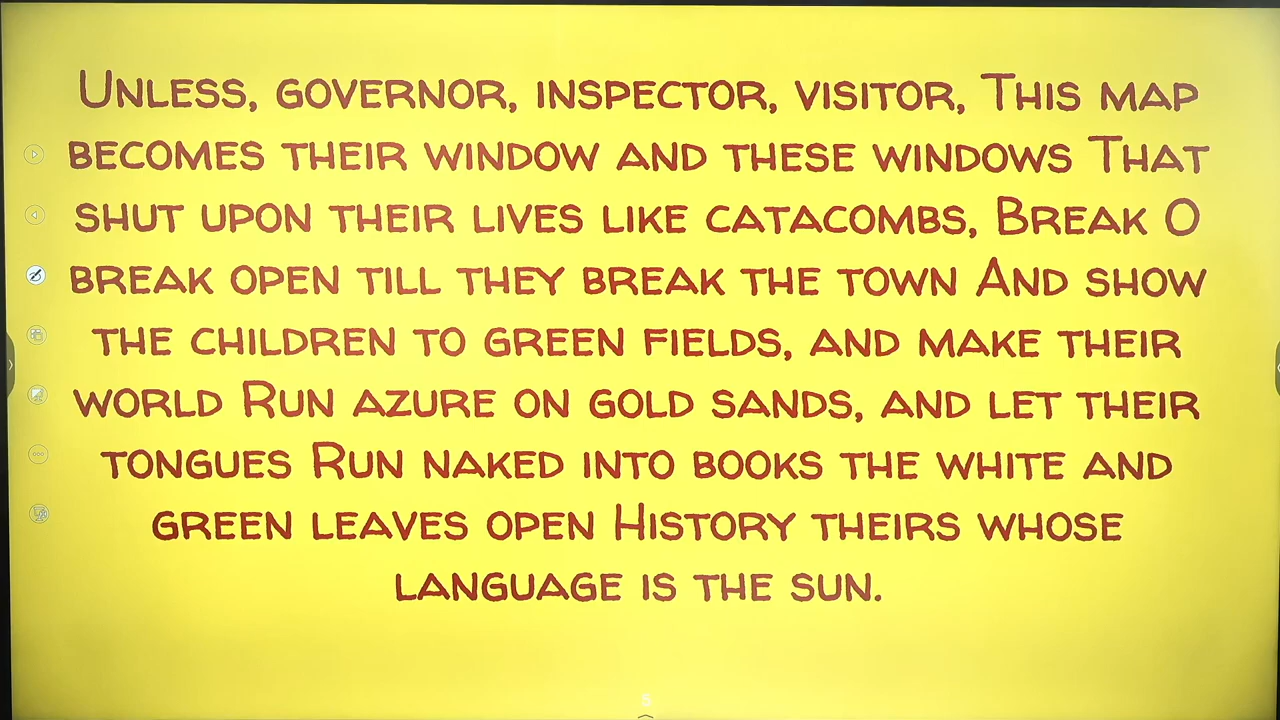 Unless, governor, inspector, visitor, This map
becomes their window and these windows That
shut upon their lives like catacombs, Break O
break open till they break the town And show
the children to green fields, and make their
world Run azure on gold sands, and let their
tongues Run naked into books the white and
green leaves open History theirs whose
language is the sun.
5